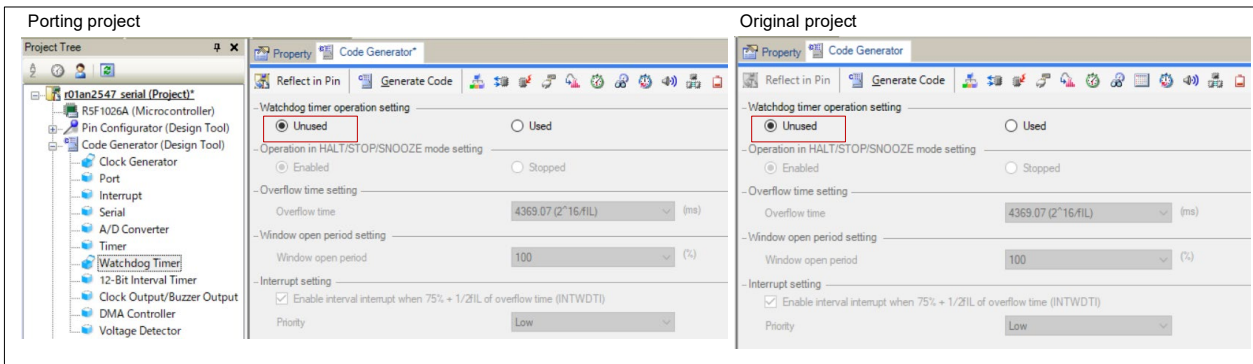 Porting project
Project Tree
Property Code Generator*
Reflect in Pin Generate Code
r01an2547_serial (Project)*
R5F1026A (Microcontroller)
Pin Configurator (Design Tool)
Code Generator (Design Tool)
Clock Generator
Port
Interrupt
Serial
A/D Converter
Timer
Watchdog Timer
12-Bit Interval Timer
Clock Output/Buzzer Output
DMA Controller
Voltage Detector
Watchdog timer operation setting
Unused Used
Operation in HALT/STOP/SNOOZE mode setting
Enabled Stopped
Overflow time setting
Overflow time 4369.07 (2^16/fIL) (ms)
Window open period setting
Window open period 100 (%)
Interrupt setting
Enable interval interrupt when 75% + 1/2fIL of overflow time (INTWDTI)
Priority Low
Original project
Property Code Generator
Reflect in Pin Generate Code
Watchdog timer operation setting
Unused Used
Operation in HALT/STOP/SNOOZE mode setting
Enabled Stopped
Overflow time setting
Overflow time 4369.07 (2^16/fIL) (ms)
Window open period setting
Window open period 100 (%)
Interrupt setting
Enable interval interrupt when 75% + 1/2fIL of overflow time (INTWDTI)
Priority Low